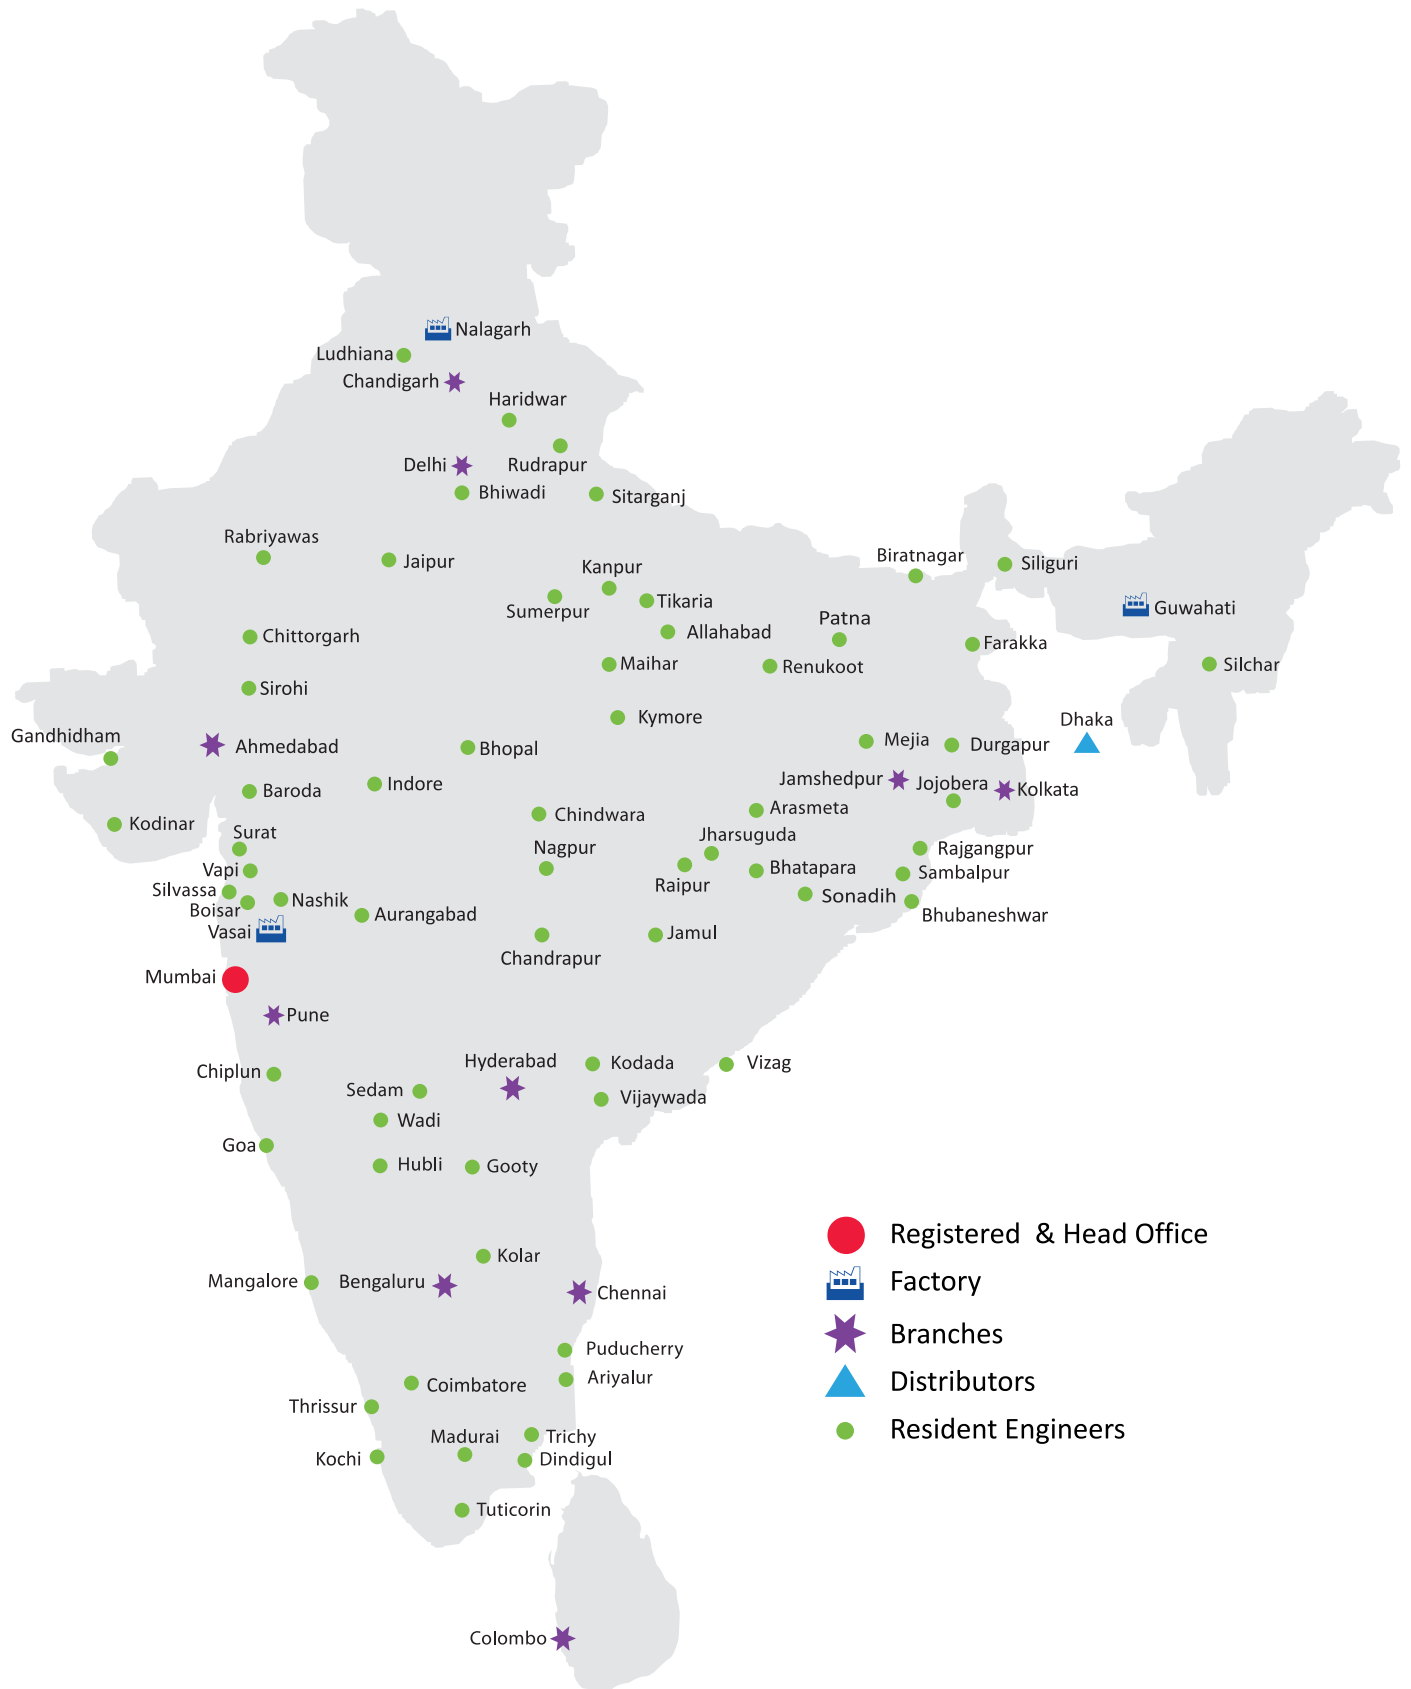 Nalagarh
Ludhiana
Chandigarh
Haridwar
Delhi
Rudrapur
Bhiwadi
Sitarganj
Rabriyawas
Jaipur
Biratnagar
Siliguri
Kanpur
Sumerpur
Tikaria
Guwahati
Patna
Allahabad
Chittorgarh
Farakka
Maihar
Renukoot
Silchar
Sirohi
Kymore
Dhaka
Gandhidham
Ahmedabad
Bhopal
Mejia
Durgapur
Jamshedpur
Jojobera
Kolkata
Indore
Baroda
Arasmeta
Chindwara
Kodinar
Surat
Jharsuguda
Nagpur
Rajgangpur
Vapi
Bhatapara
Sambalpur
Raipur
Silvassa
Sonadih
Nashik
Boisar
Aurangabad
Bhubaneshwar
Vasai
Jamul
Chandrapur
Mumbai
Pune
Hyderabad
Kodada
Vizag
Chiplun
Sedam
Vijaywada
Wadi
Goa
Hubli
Gooty
Registered & Head Office
Kolar
Mangalore
Bengaluru
Factory
Chennai
Branches
Puducherry
Ariyalur
Distributors
Coimbatore
Thrissur
Resident Engineers
Madurai
Trichy
Kochi
Dindigul
Tuticorin
Colombo